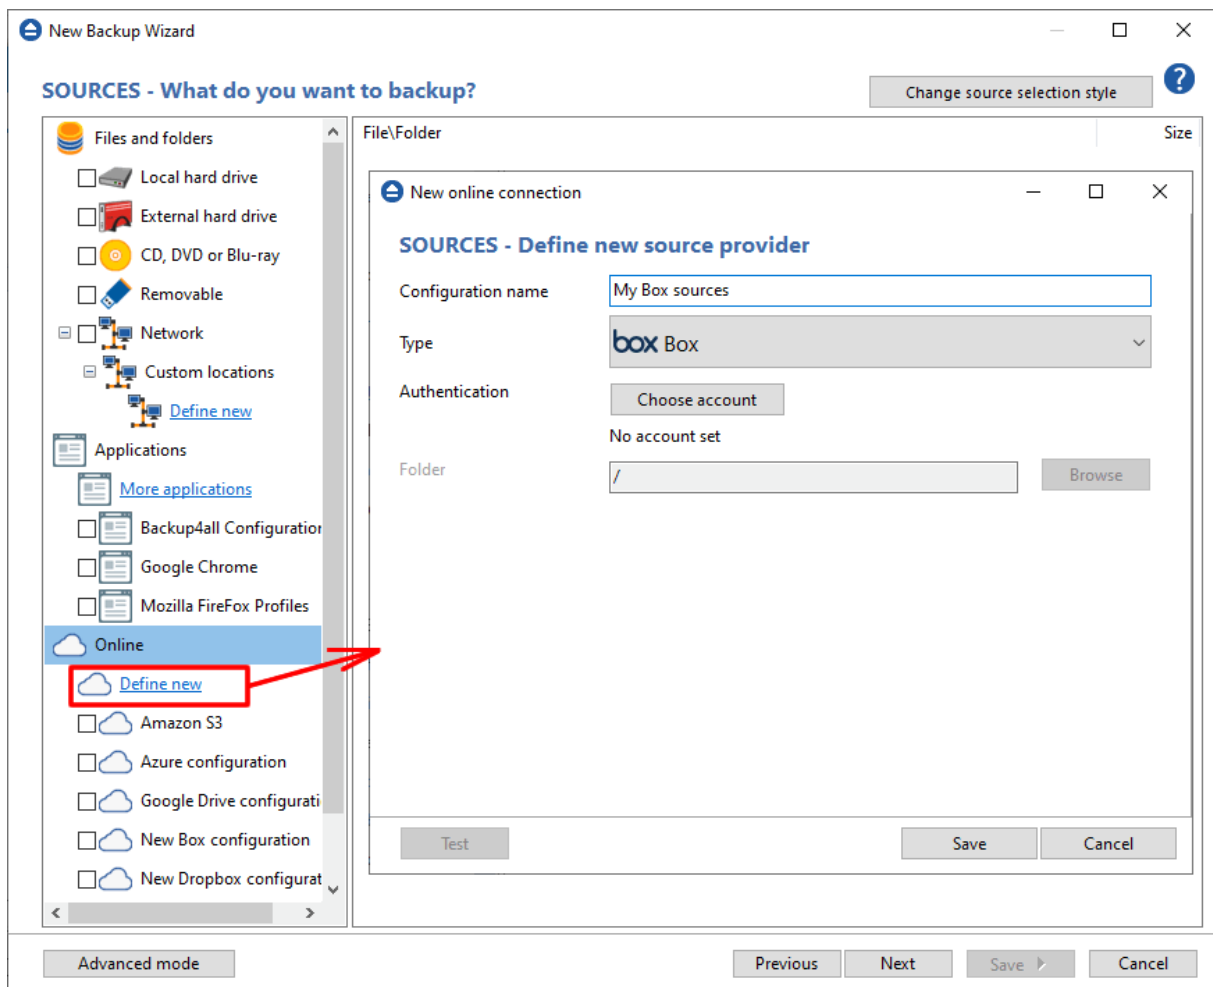 New Backup Wizard
SOURCES - What do you want to backup?
Change source selection style
?
Files and folders
Local hard drive
External hard drive
CD, DVD or Blu-ray
Removable
Network
Custom locations
Define new
Applications
More applications
Backup4all Configuration
Google Chrome
Mozilla FireFox Profiles
Online
Define new
Amazon S3
Azure configuration
Google Drive configurati
New Box configuration
New Dropbox configurat
File\Folder
Size
New online connection
SOURCES - Define new source provider
Configuration name
My Box sources
Type
box Box
Authentication
Choose account
No account set
Folder
/
Browse
Test
Save
Cancel
Advanced mode
Previous
Next
Save
Cancel